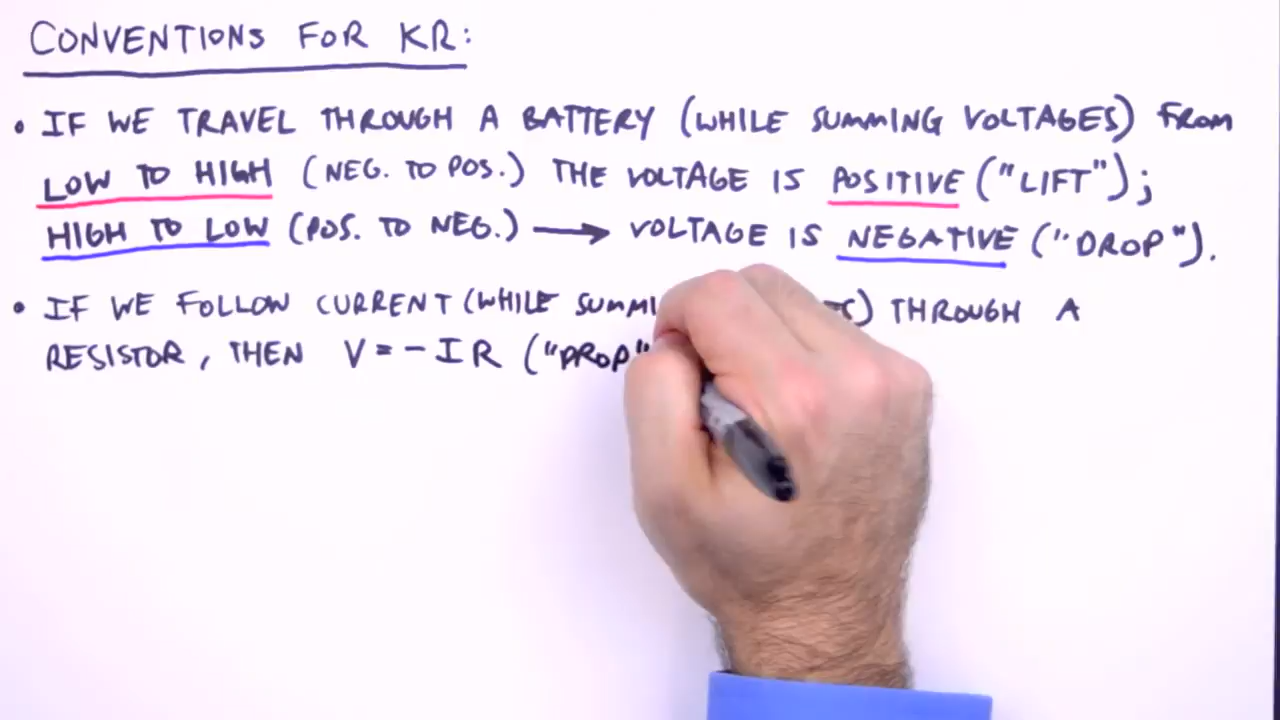 CONVENTIONS FOR KR:
• IF WE TRAVEL THROUGH A BATTERY (WHILE SUMMING VOLTAGES) FROM
LOW TO HIGH (NEG. TO POS.) THE VOLTAGE IS POSITIVE ("LIFT");
HIGH TO LOW (POS. TO NEG.) → VOLTAGE IS NEGATIVE ("DROP").
• IF WE FOLLOW CURRENT (WHILE THROUGH A
RESISTOR, THEN V = - IR ("DROP"